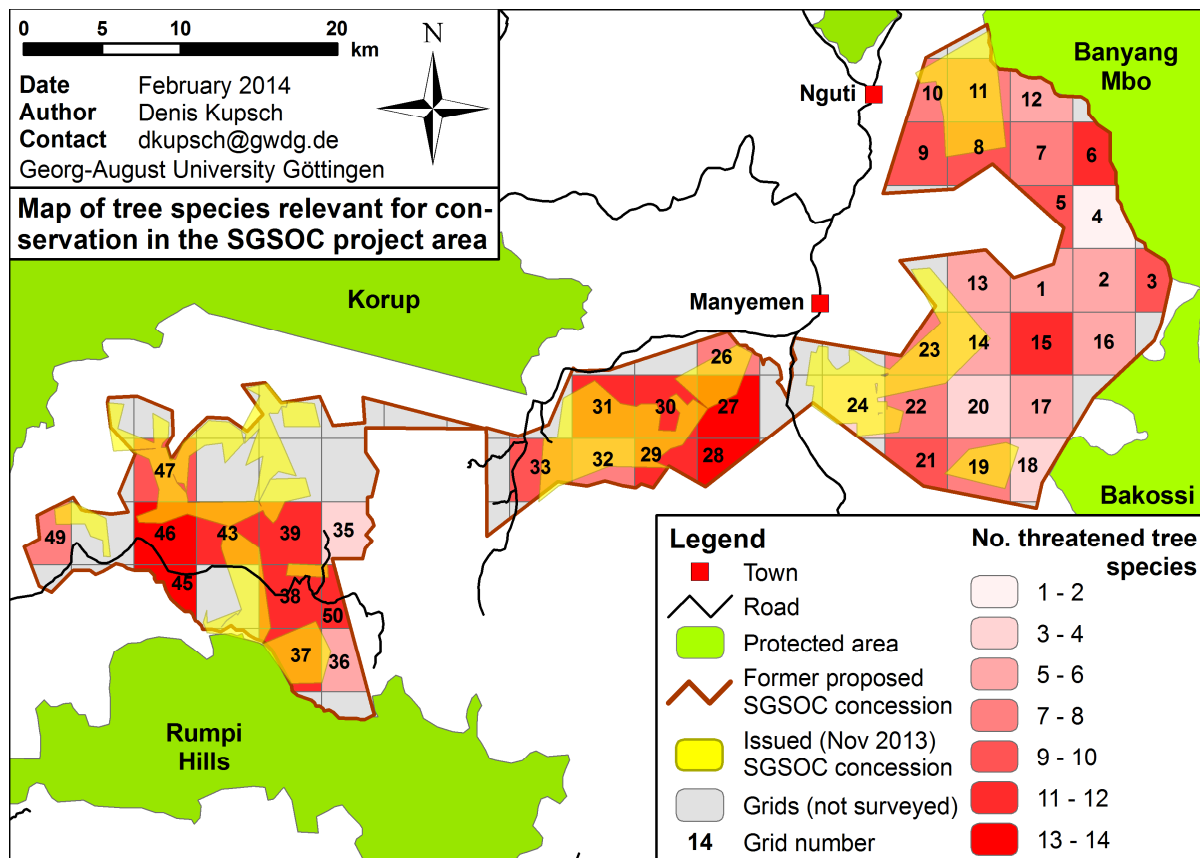 0 5 10 20
km
N
Date February 2014
Author Denis Kupsch
Contact dkupsch@gwdg.de
Georg-August University Göttingen
Map of tree species relevant for con-
servation in the SGSOC project area
Banyang
Mbo
Nguti
10 11 12
9 8 7 6
5 4
Korup
Manyemen
13 1 2 3
23 14 15 16
26
31 30 27
24 22 20 17
33 32 29 28
21 19 18
47
49 46 43 39 35
45 38 50
37 36
Bakossi
Rumpi
Hills
Legend
Town
Road
Protected area
Former proposed
SGSOC concession
Issued (Nov 2013)
SGSOC concession
Grids (not surveyed)
14 Grid number
No. threatened tree
species
1 - 2
3 - 4
5 - 6
7 - 8
9 - 10
11 - 12
13 - 14